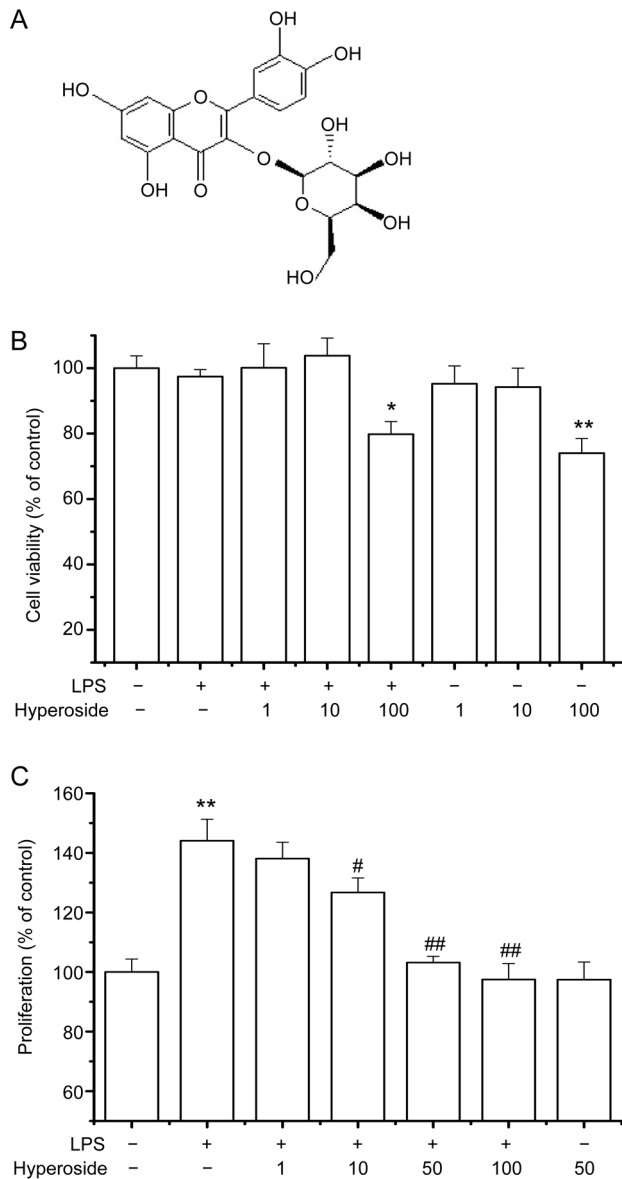 A
OH
OH
HO
O
OH
O
OH
OH
O
O
OH
HO
B
Cell viability (% of control)
100
80
60
40
20
*
**
LPS − + + + + − − −
Hyperoside − − 1 10 100 1 10 100
C
Proliferation (% of control)
160
140
120
100
80
60
**
#
##
##
LPS − + + + + + −
Hyperoside − − 1 10 50 100 50